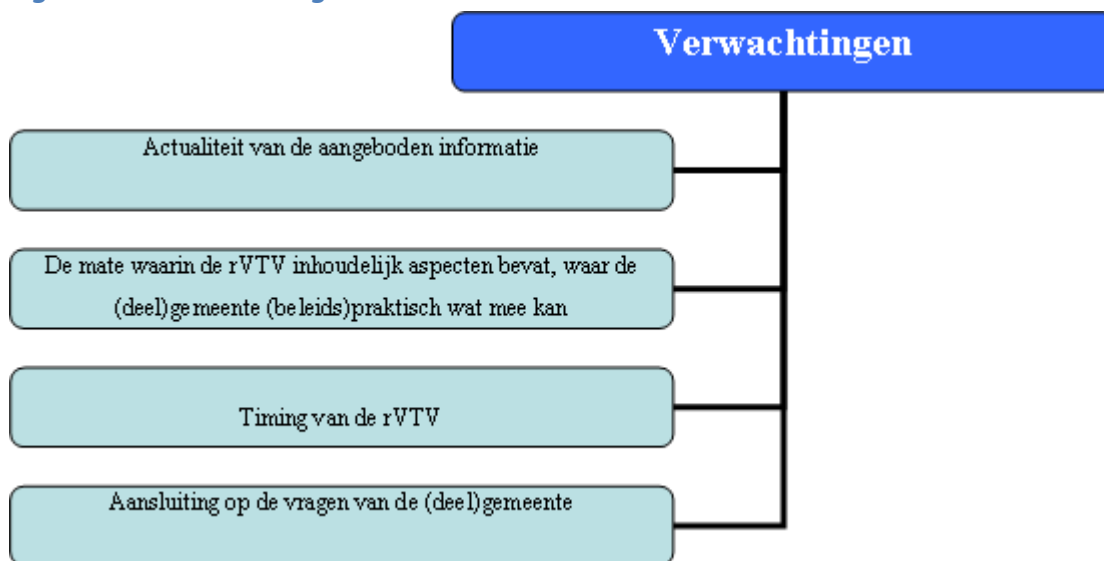 Verwachtingen
Actualiteit van de aangeboden informatie
De mate waarin de rVTV inhoudelijk aspecten bevat, waar de
(deel)gemeente (beleids)praktisch wat mee kan
Timing van de rVTV
Aansluiting op de vragen van de (deel)gemeente